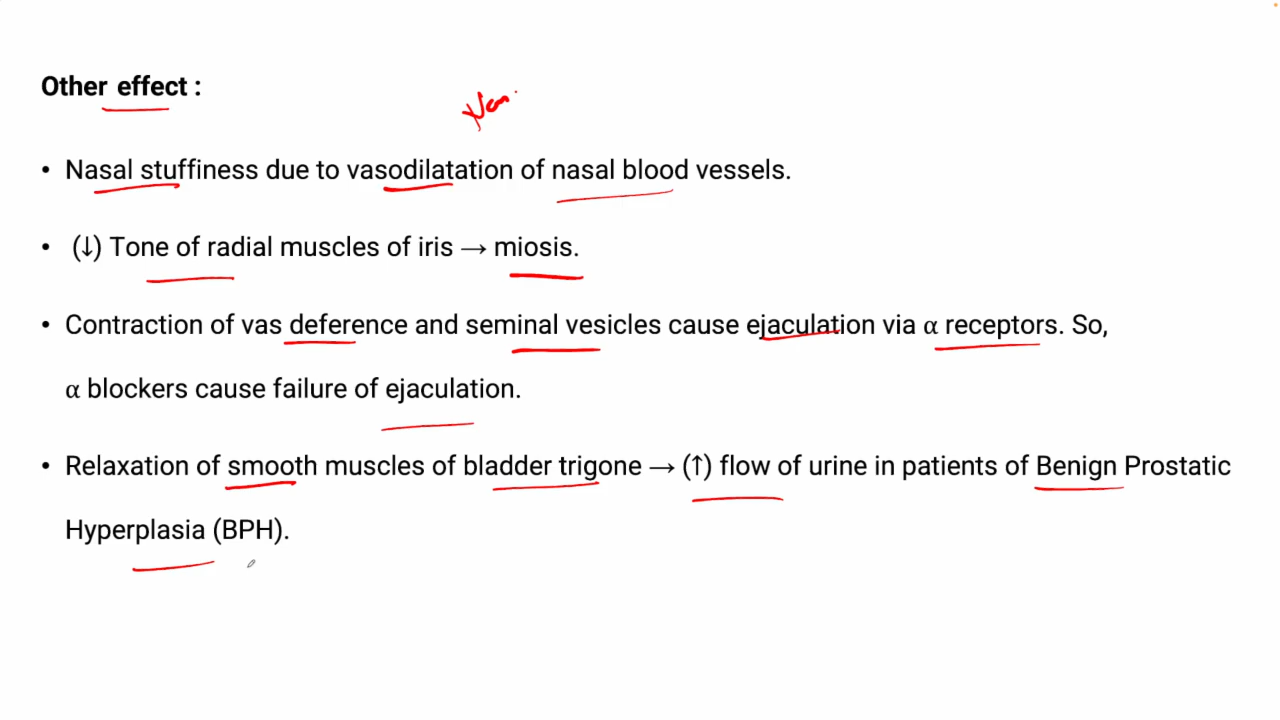 Other effect :
• Nasal stuffiness due to vasodilatation of nasal blood vessels.
• (↓) Tone of radial muscles of iris → miosis.
• Contraction of vas deference and seminal vesicles cause ejaculation via α receptors. So,
α blockers cause failure of ejaculation.
• Relaxation of smooth muscles of bladder trigone → (↑) flow of urine in patients of Benign Prostatic
Hyperplasia (BPH).